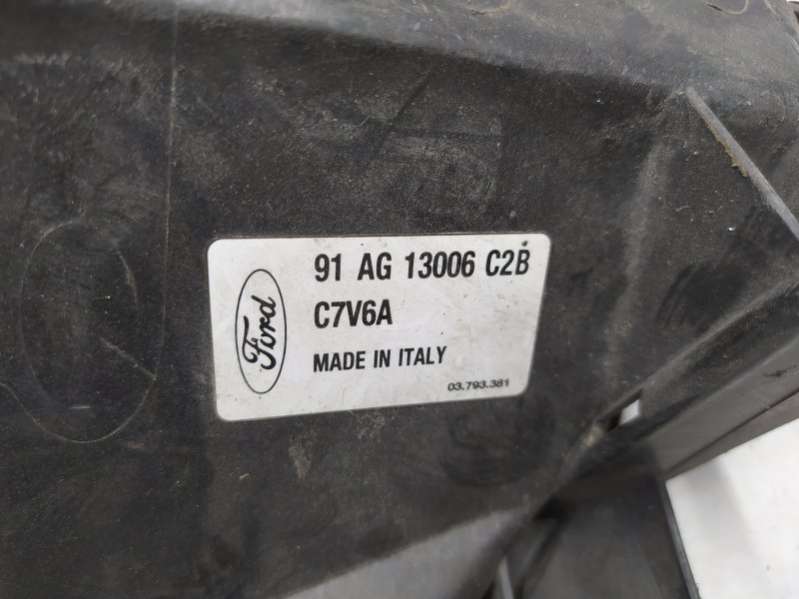 Ford
91 AG 13006 C2B
C7V6A
MADE IN ITALY
03.793.381